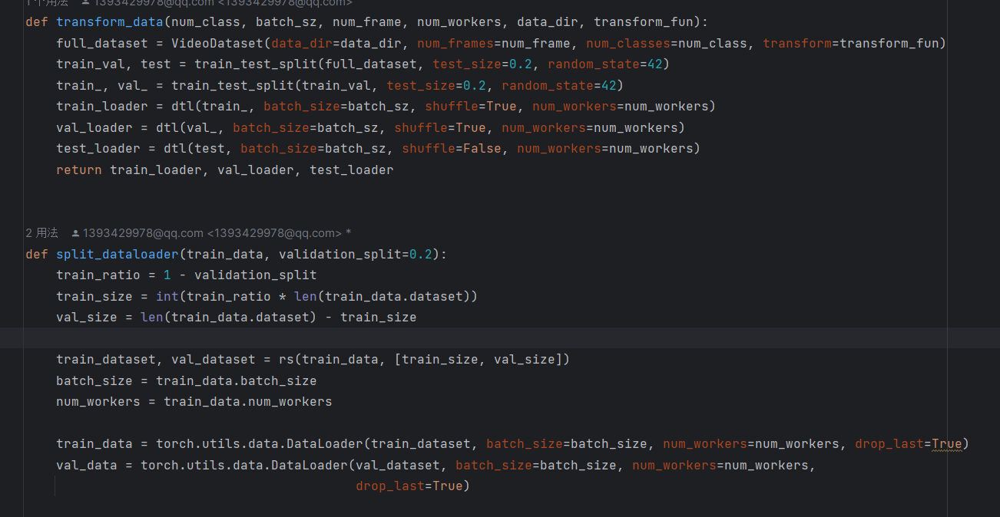 1 个用法 1393429978@qq.com <1393429978@qq.com>
def transform_data(num_class, batch_sz, num_frame, num_workers, data_dir, transform_fun):
    full_dataset = VideoDataset(data_dir=data_dir, num_frames=num_frame, num_classes=num_class, transform=transform_fun)
    train_val, test = train_test_split(full_dataset, test_size=0.2, random_state=42)
    train_, val_ = train_test_split(train_val, test_size=0.2, random_state=42)
    train_loader = dtl(train_, batch_size=batch_sz, shuffle=True, num_workers=num_workers)
    val_loader = dtl(val_, batch_size=batch_sz, shuffle=True, num_workers=num_workers)
    test_loader = dtl(test, batch_size=batch_sz, shuffle=False, num_workers=num_workers)
    return train_loader, val_loader, test_loader
2 用法 1393429978@qq.com <1393429978@qq.com> *
def split_dataloader(train_data, validation_split=0.2):
    train_ratio = 1 - validation_split
    train_size = int(train_ratio * len(train_data.dataset))
    val_size = len(train_data.dataset) - train_size
    train_dataset, val_dataset = rs(train_data, [train_size, val_size])
    batch_size = train_data.batch_size
    num_workers = train_data.num_workers
    train_data = torch.utils.data.DataLoader(train_dataset, batch_size=batch_size, num_workers=num_workers, drop_last=True)
    val_data = torch.utils.data.DataLoader(val_dataset, batch_size=batch_size, num_workers=num_workers,
                                           drop_last=True)